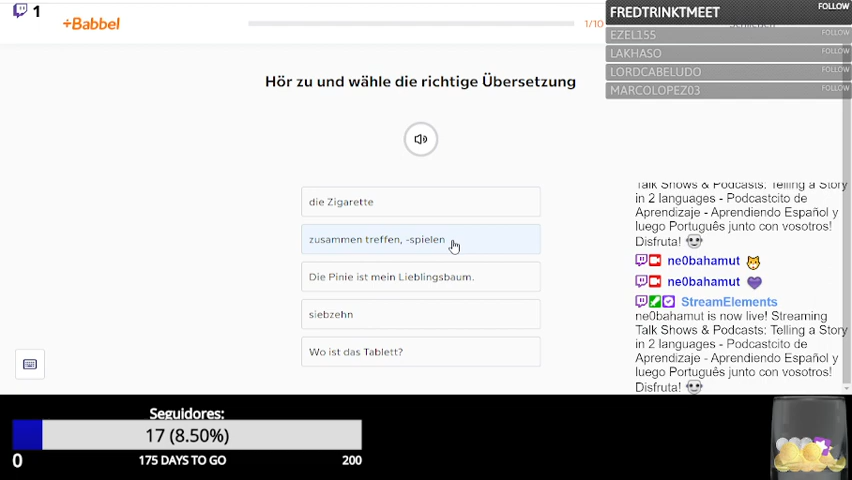 1
+Babbel
1/10
FREDTRINKTMEET FOLLOW
EZEL155 FOLLOW
LAKHASO FOLLOW
LORDCABELUDO FOLLOW
MARCOLOPEZ03 FOLLOW
Hör zu und wähle die richtige Übersetzung
die Zigarette
zusammen treffen, -spielen
Die Pinie ist mein Lieblingsbaum.
siebzehn
Wo ist das Tablett?
Talk Shows & Podcasts: Telling a Story
in 2 languages - Podcastcito de
Aprendizaje - Aprendiendo Español y
luego Português junto con vosotros!
Disfruta!
ne0bahamut
ne0bahamut
StreamElements
ne0bahamut is now live! Streaming
Talk Shows & Podcasts: Telling a Story
in 2 languages - Podcastcito de
Aprendizaje - Aprendiendo Español y
luego Português junto con vosotros!
Disfruta!
Seguidores:
17 (8.50%)
0 175 DAYS TO GO 200